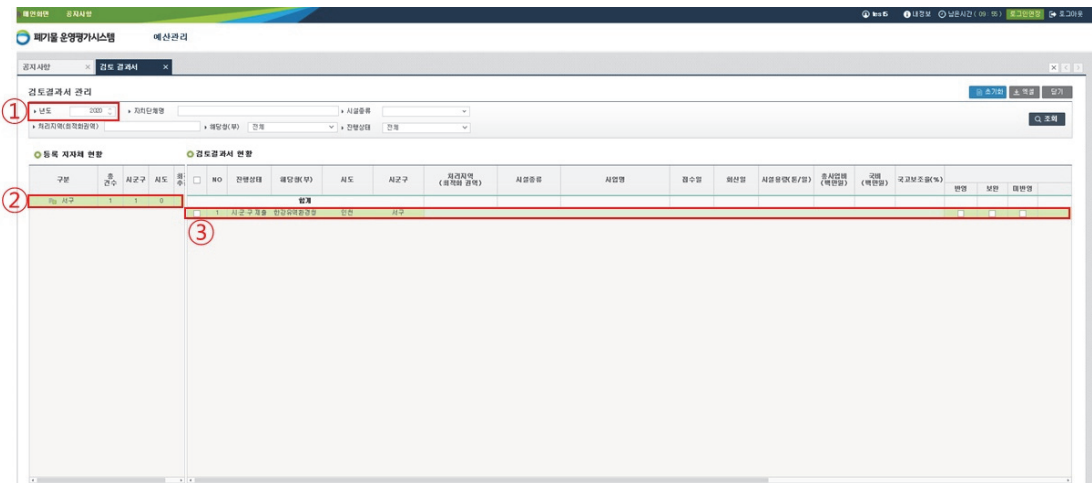 메인화면 공지사항 내정보 남은시간 ( 09 : 55 ) 로그인연장 로그아웃
폐기물 운영평가시스템 예산관리
공지사항 × 검토 결과서 ×
검토결과서 관리 초기화 엑셀 닫기
① 년도 2020 자치단체명 시설종류
처리지역(최적화권역) 해당청(부) 전체 진행상태 전체 조회
등록 지자체 현황 검토결과서 현황
구분 총건수 시군구 시도 NO 진행상태 해당청(부) 시도 시군구 처리지역(최적화 권역) 시설종류 사업명 접수일 회신일 시설용량(톤/일) 총사업비(백만원) 국비(백만원) 국고보조율(%)
반영 보완 미반영
합계
② 서구 1 1 0 1 시·군·구 제출 한강유역환경청 인천 서구
③